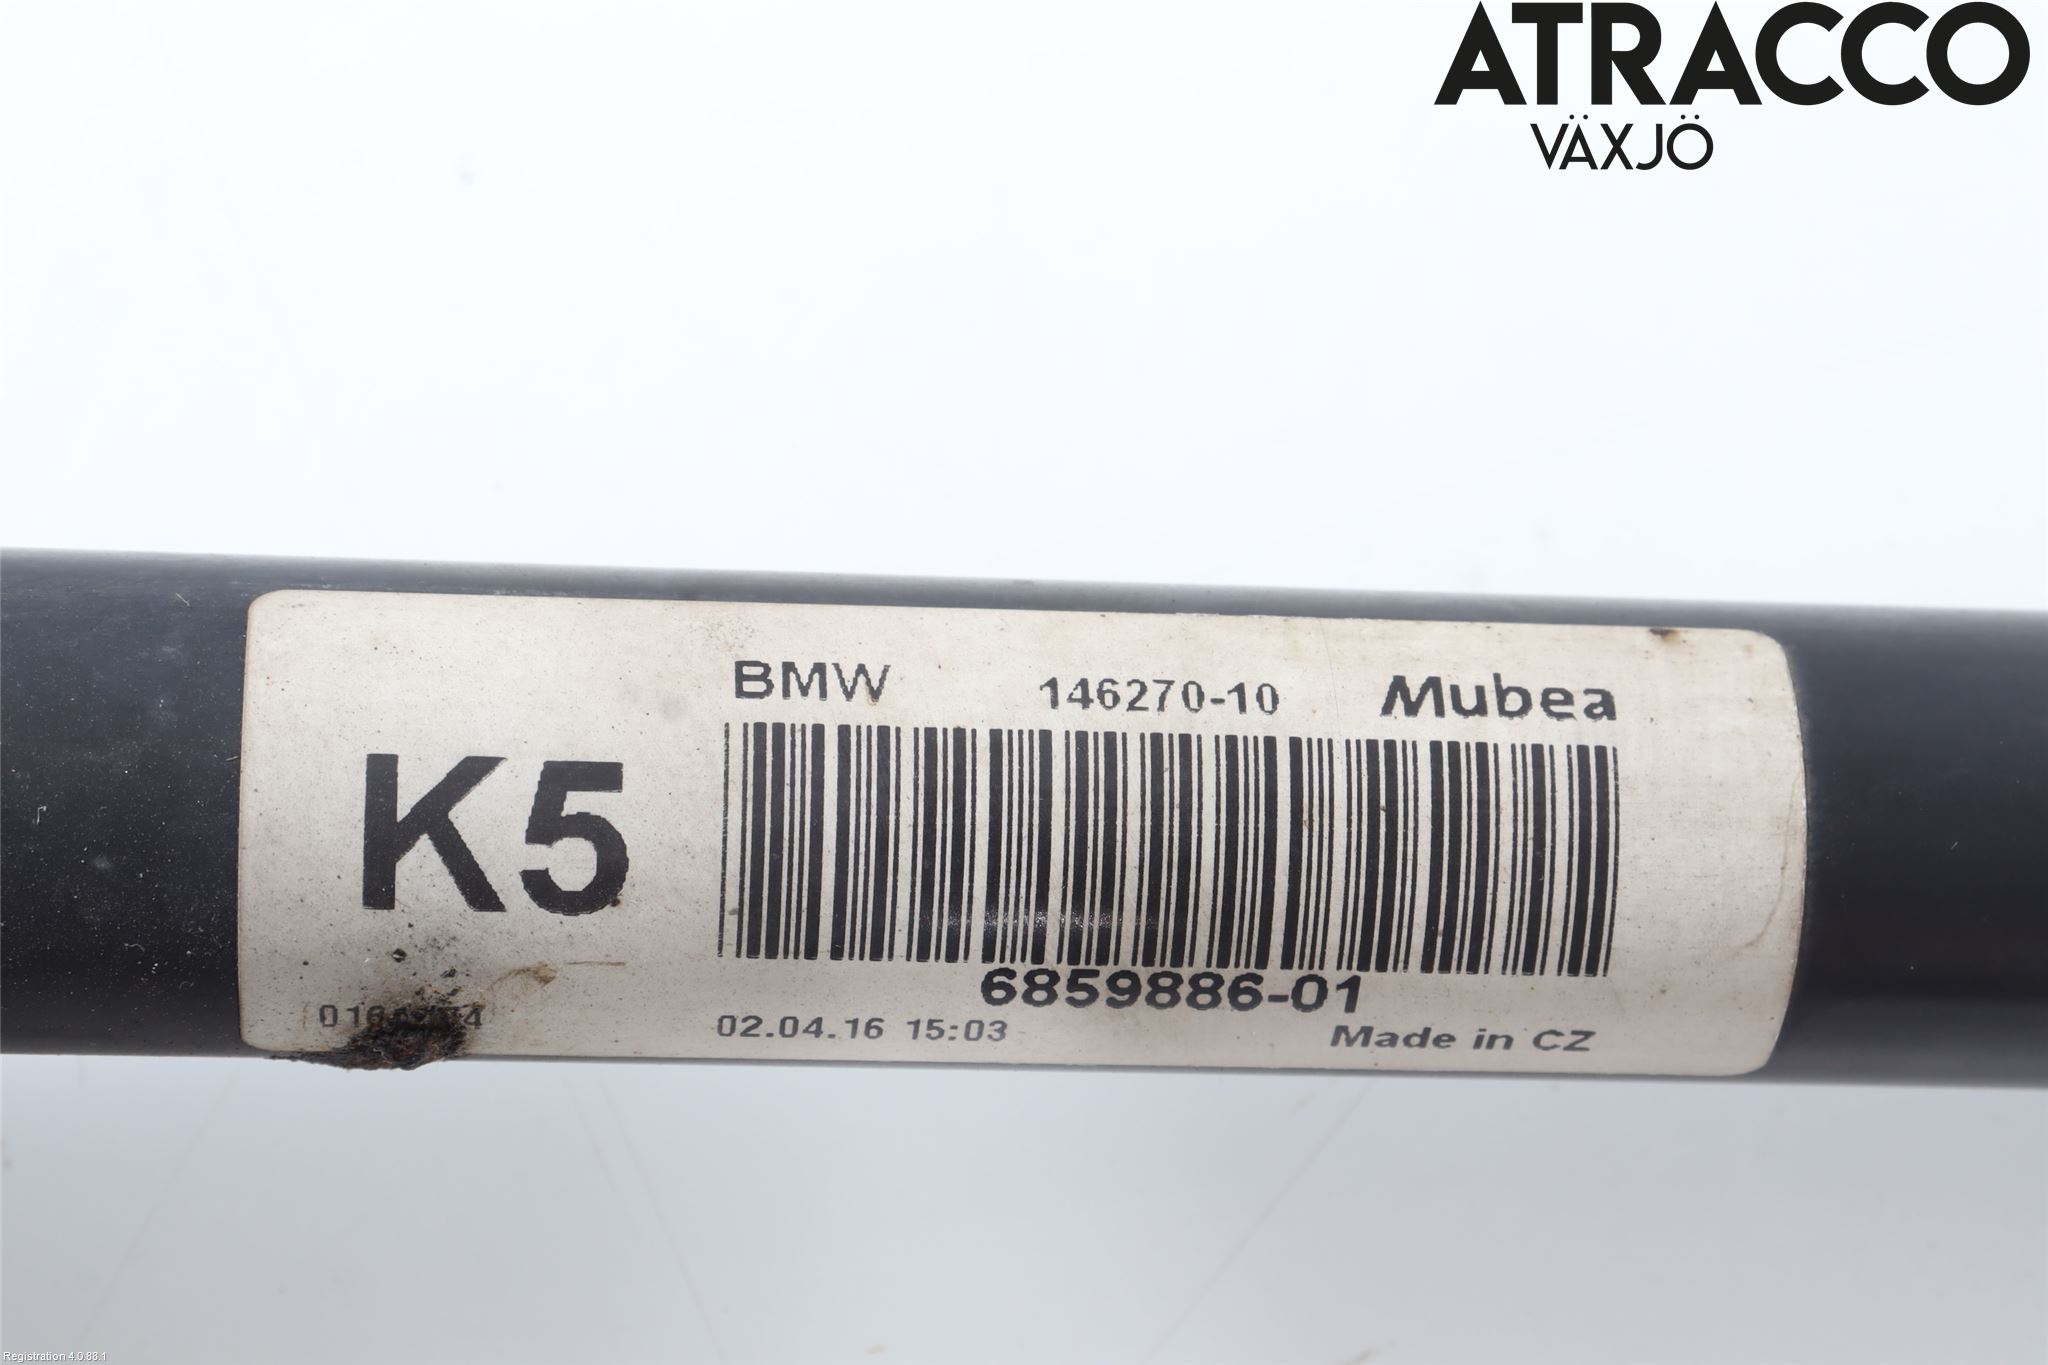 ATRACCO
VÄXJÖ
BMW 146270-10 Mubea
K5
6859886-01
02.04.16 15:03 Made in CZ
Registration 4.0.88.1